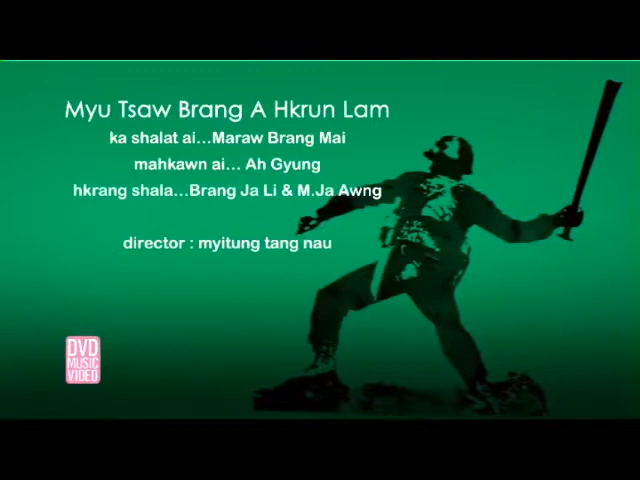 Myu Tsaw Brang A Hkrun Lam
ka shalat ai...Maraw Brang Mai
mahkawn ai... Ah Gyung
hkrang shala...Brang Ja Li & M.Ja Awng
director : myitung tang nau
DVD
MUSIC
VIDEO